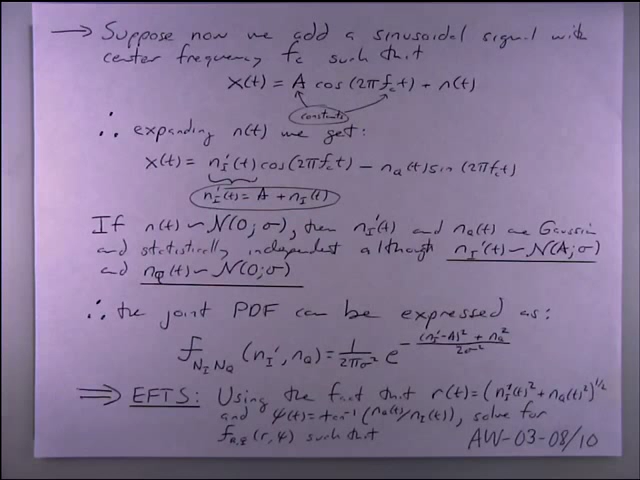 → Suppose now we add a sinusoidal signal with
center frequency fc such that
X(t) = A cos(2πfct) + n(t)
constants
∴ expanding n(t) we get:
X(t) = nI'(t)cos(2πfct) − nQ(t)sin(2πfct)
nI'(t) = A + nI(t)
If n(t) ~ N(0;σ), then nI'(t) and nQ(t) are Gaussian
and statistically independent although nI'(t) ~ N(A;σ)
and nQ(t) ~ N(0;σ)
∴ the joint PDF can be expressed as:
fNINQ(nI', nQ) = 1/2πσ² e^−((nI'−A)² + nQ²)/2σ²
⇒ EFTS: Using the fact that r(t) = (nI'(t)² + nQ(t)²)^1/2
and ψ(t) = tan⁻¹(nQ(t)/nI(t)), solve for
(r,ψ) such that
AW-03-08/10